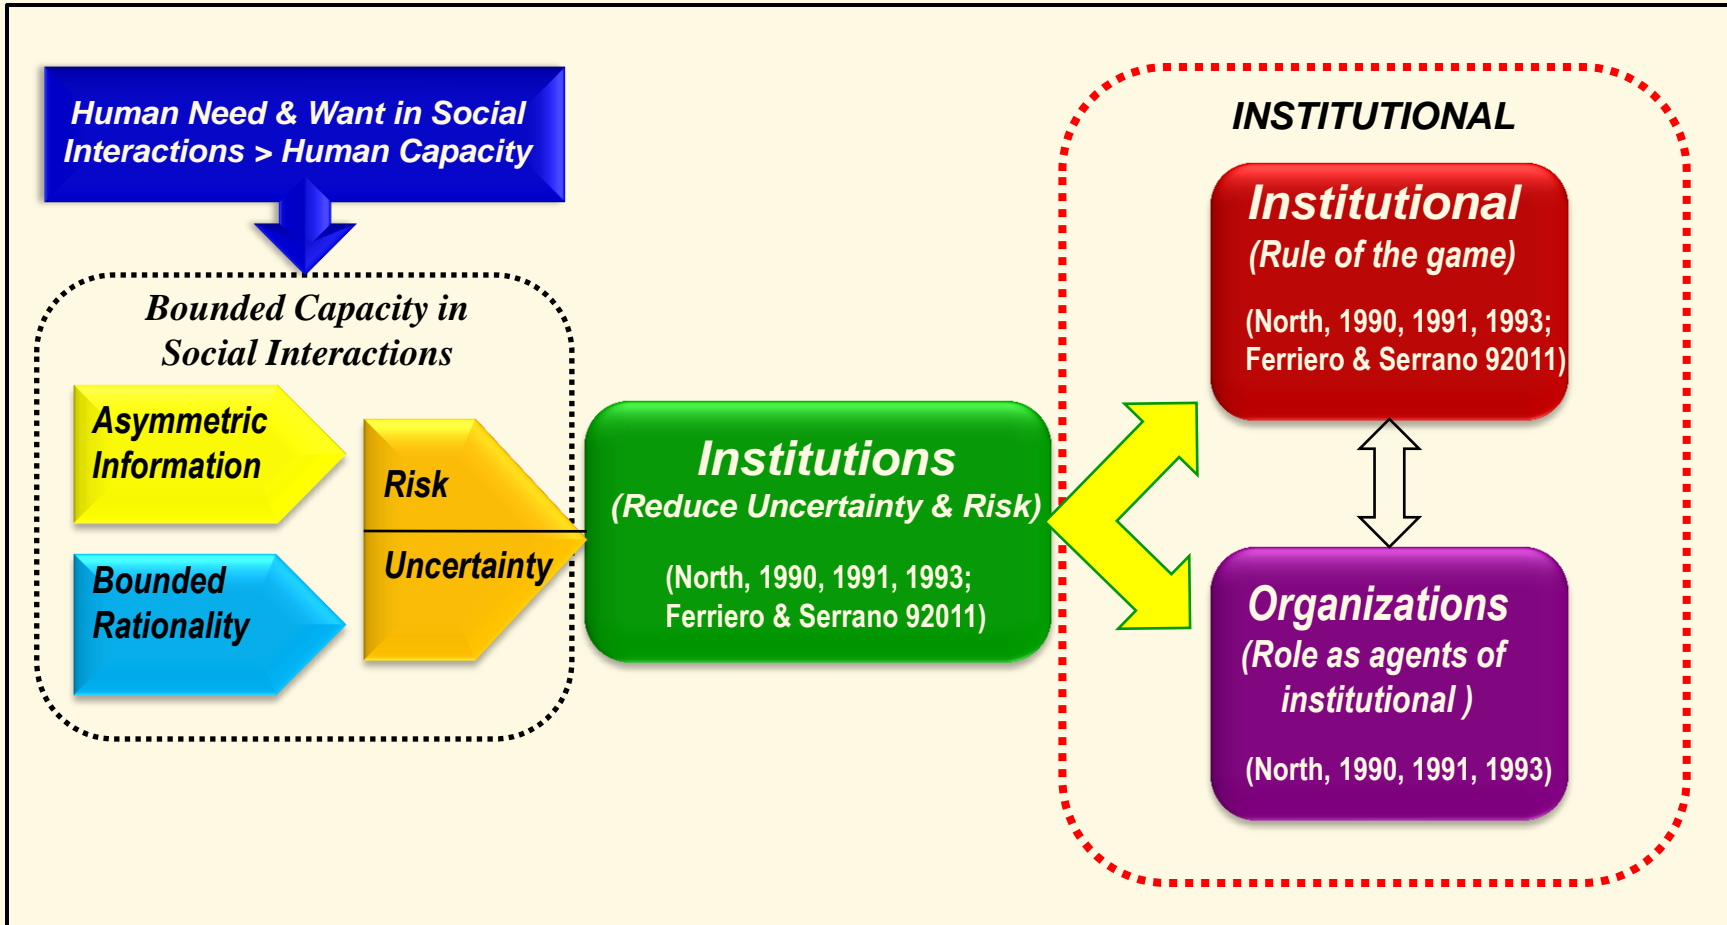 Human Need & Want in Social
Interactions > Human Capacity
Bounded Capacity in
Social Interactions
Asymmetric
Information
Bounded
Rationality
Risk
Uncertainty
Institutions
(Reduce Uncertainty & Risk)
(North, 1990, 1991, 1993;
Ferriero & Serrano 92011)
INSTITUTIONAL
Institutional
(Rule of the game)
(North, 1990, 1991, 1993;
Ferriero & Serrano 92011)
Organizations
(Role as agents of
institutional )
(North, 1990, 1991, 1993)